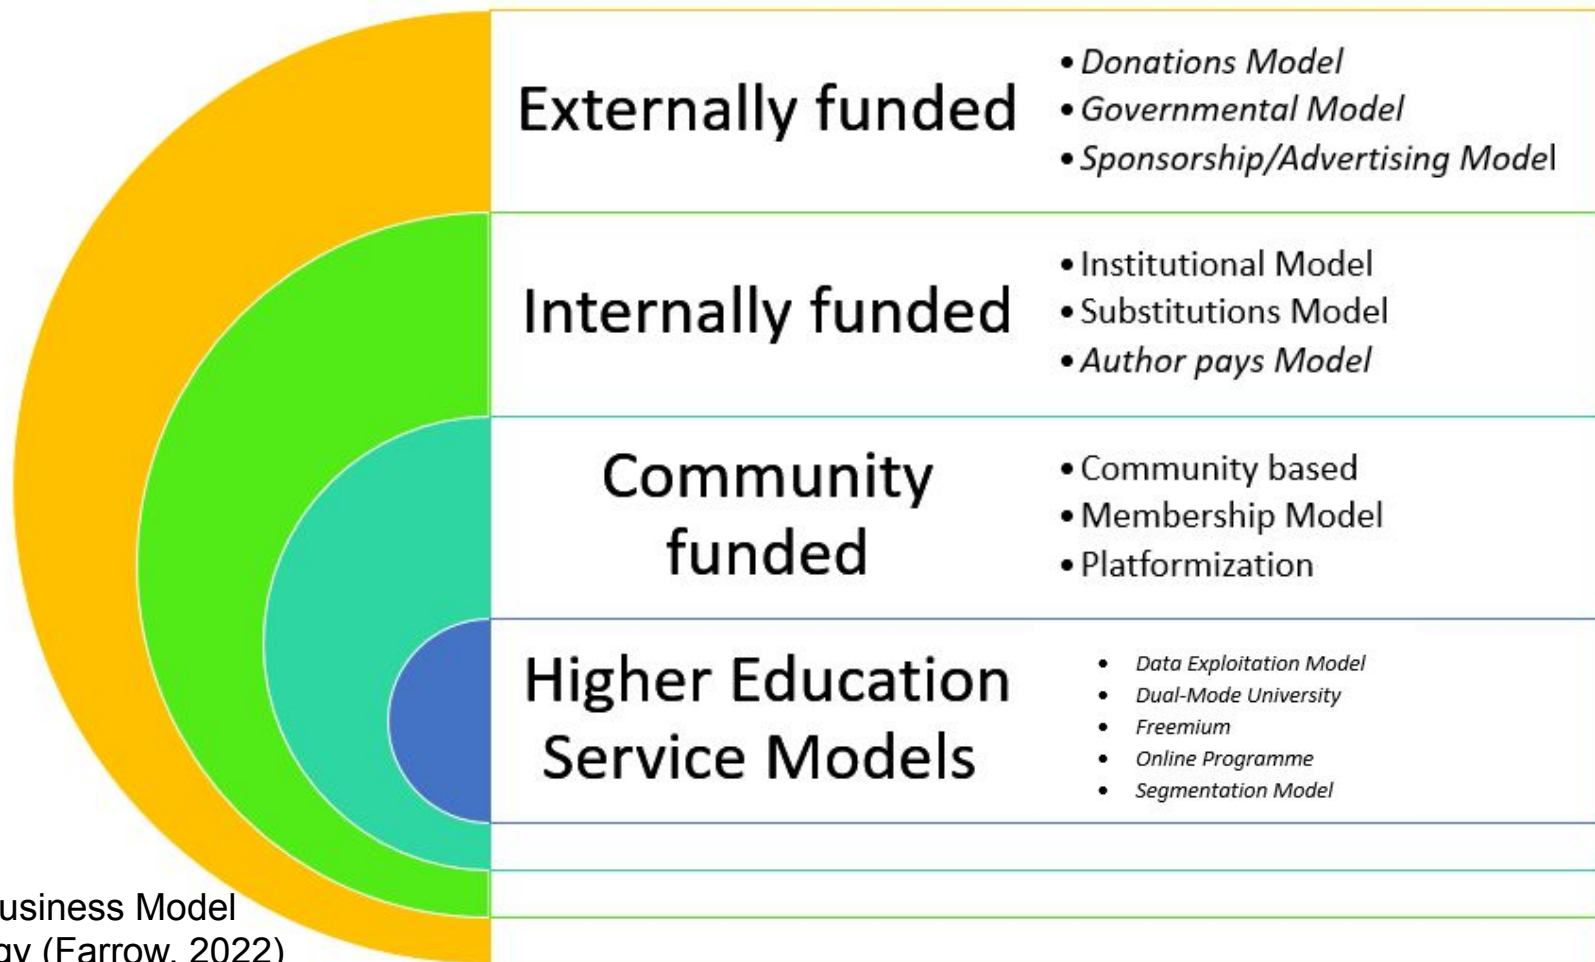 Externally funded
• Donations Model
• Governmental Model
• Sponsorship/Advertising Model
Internally funded
• Institutional Model
• Substitutions Model
• Author pays Model
Community
funded
• Community based
• Membership Model
• Platformization
Higher Education
Service Models
• Data Exploitation Model
• Dual-Mode University
• Freemium
• Online Programme
• Segmentation Model
Model
(Farrow, 2022)